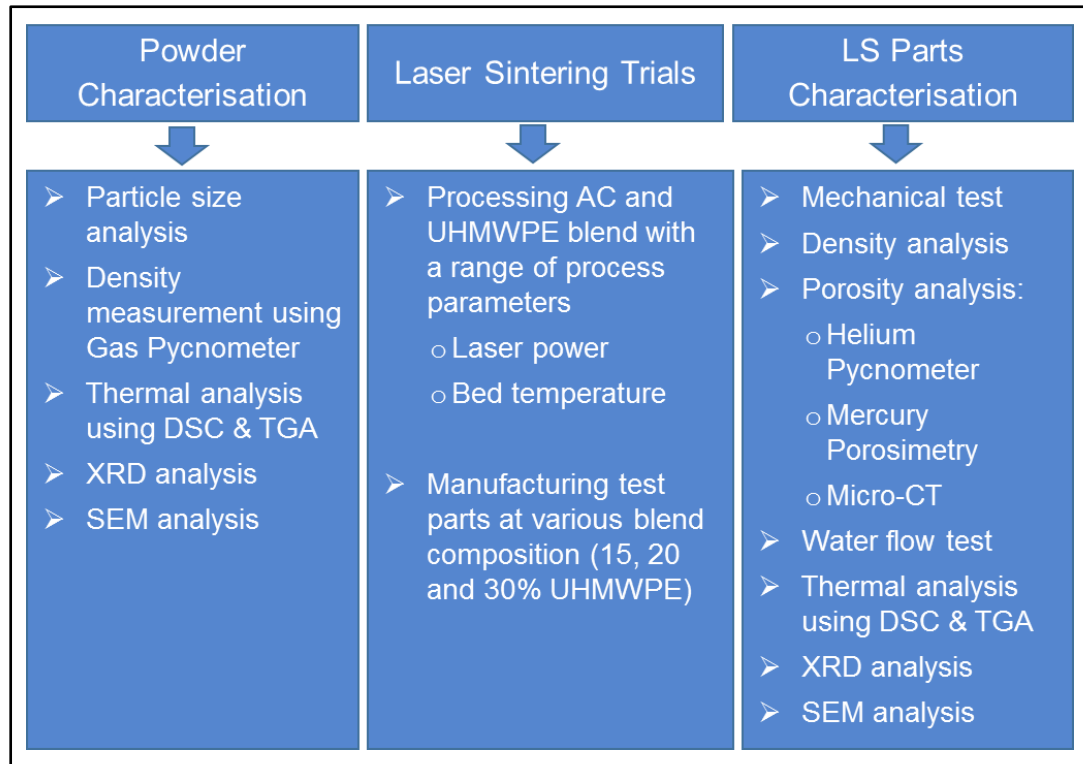 Powder
Characterisation
Laser Sintering Trials
LS Parts
Characterisation
➢ Particle size
analysis
➢ Density
measurement using
Gas Pycnometer
➢ Thermal analysis
using DSC & TGA
➢ XRD analysis
➢ SEM analysis
➢ Processing AC and
UHMWPE blend with
a range of process
parameters
o Laser power
o Bed temperature
➢ Manufacturing test
parts at various blend
composition (15, 20
and 30% UHMWPE)
➢ Mechanical test
➢ Density analysis
➢ Porosity analysis:
o Helium
Pycnometer
o Mercury
Porosimetry
o Micro-CT
➢ Water flow test
➢ Thermal analysis
using DSC & TGA
➢ XRD analysis
➢ SEM analysis